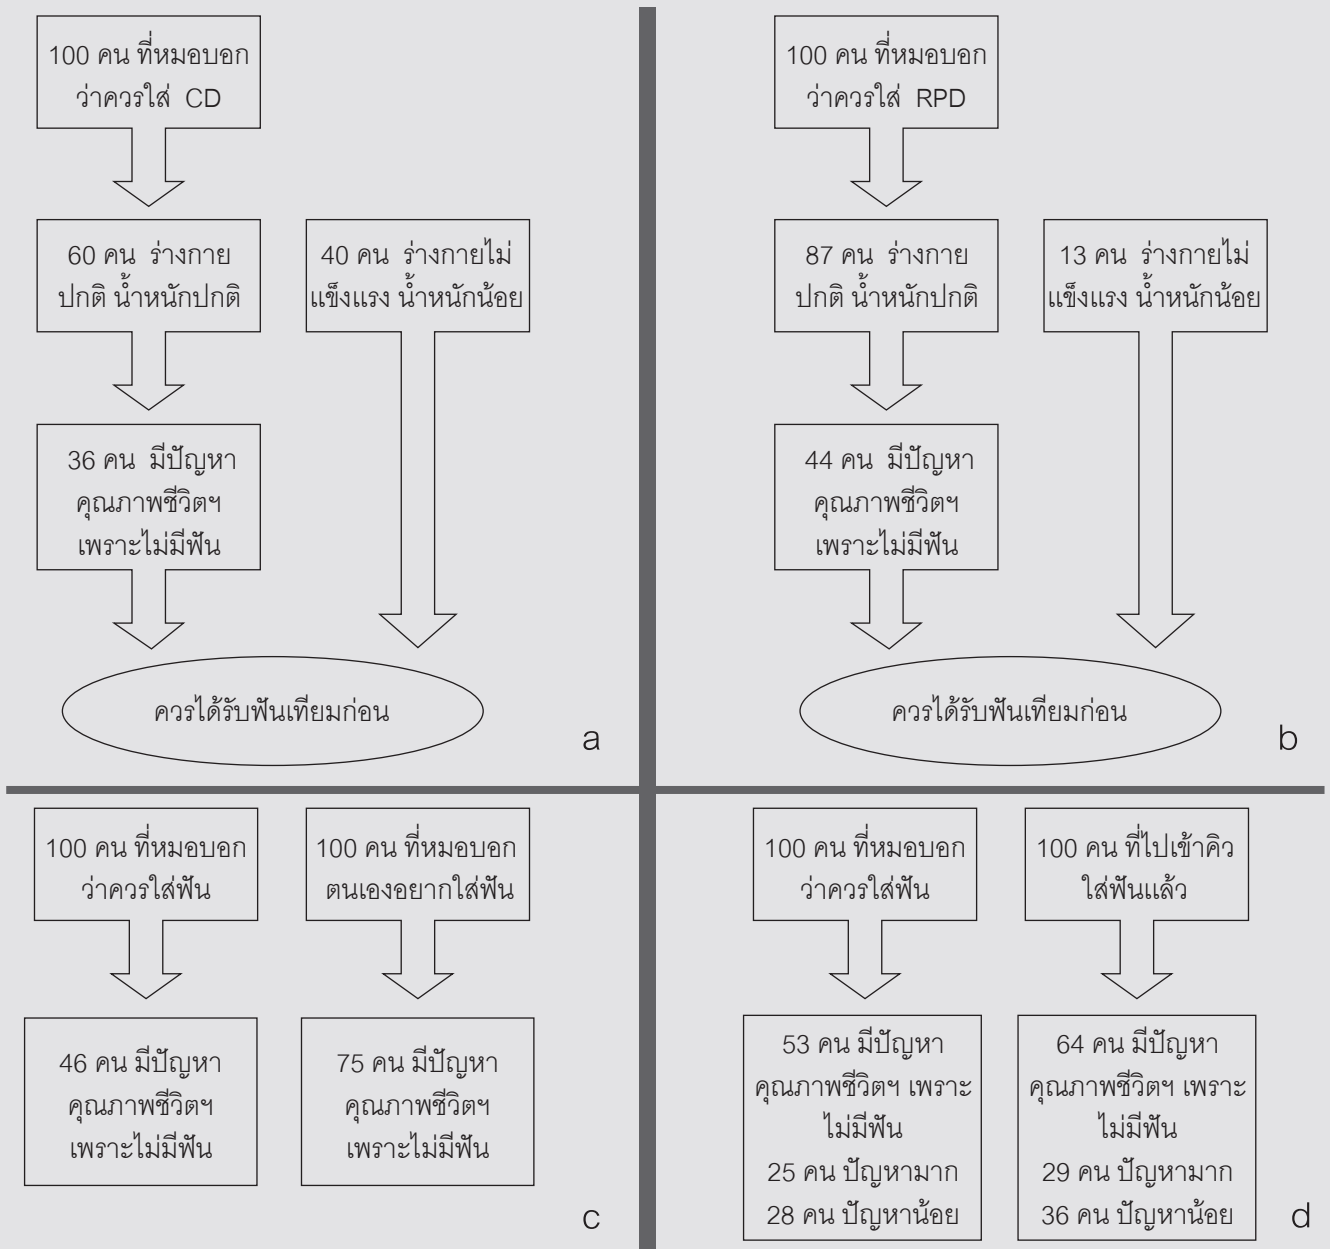 100 คน ที่หมอบอก
ว่าควรใส่ CD
60 คน ร่างกาย
ปกติ น้ำหนักปกติ
40 คน ร่างกายไม่
แข็งแรง น้ำหนักน้อย
36 คน มีปัญหา
คุณภาพชีวิตฯ
เพราะไม่มีฟัน
ควรได้รับฟันเทียมก่อน
a
100 คน ที่หมอบอก
ว่าควรใส่ RPD
87 คน ร่างกาย
ปกติ น้ำหนักปกติ
13 คน ร่างกายไม่
แข็งแรง น้ำหนักน้อย
44 คน มีปัญหา
คุณภาพชีวิตฯ
เพราะไม่มีฟัน
ควรได้รับฟันเทียมก่อน
b
100 คน ที่หมอบอก
ว่าควรใส่ฟัน
100 คน ที่หมอบอก
ตนเองอยากใส่ฟัน
46 คน มีปัญหา
คุณภาพชีวิตฯ
เพราะไม่มีฟัน
75 คน มีปัญหา
คุณภาพชีวิตฯ
เพราะไม่มีฟัน
c
100 คน ที่หมอบอก
ว่าควรใส่ฟัน
100 คน ที่ไปเข้าคิว
ใส่ฟันแล้ว
53 คน มีปัญหา
คุณภาพชีวิตฯ เพราะ
ไม่มีฟัน
25 คน ปัญหามาก
28 คน ปัญหาน้อย
64 คน มีปัญหา
คุณภาพชีวิตฯ เพราะ
ไม่มีฟัน
29 คน ปัญหามาก
36 คน ปัญหาน้อย
d